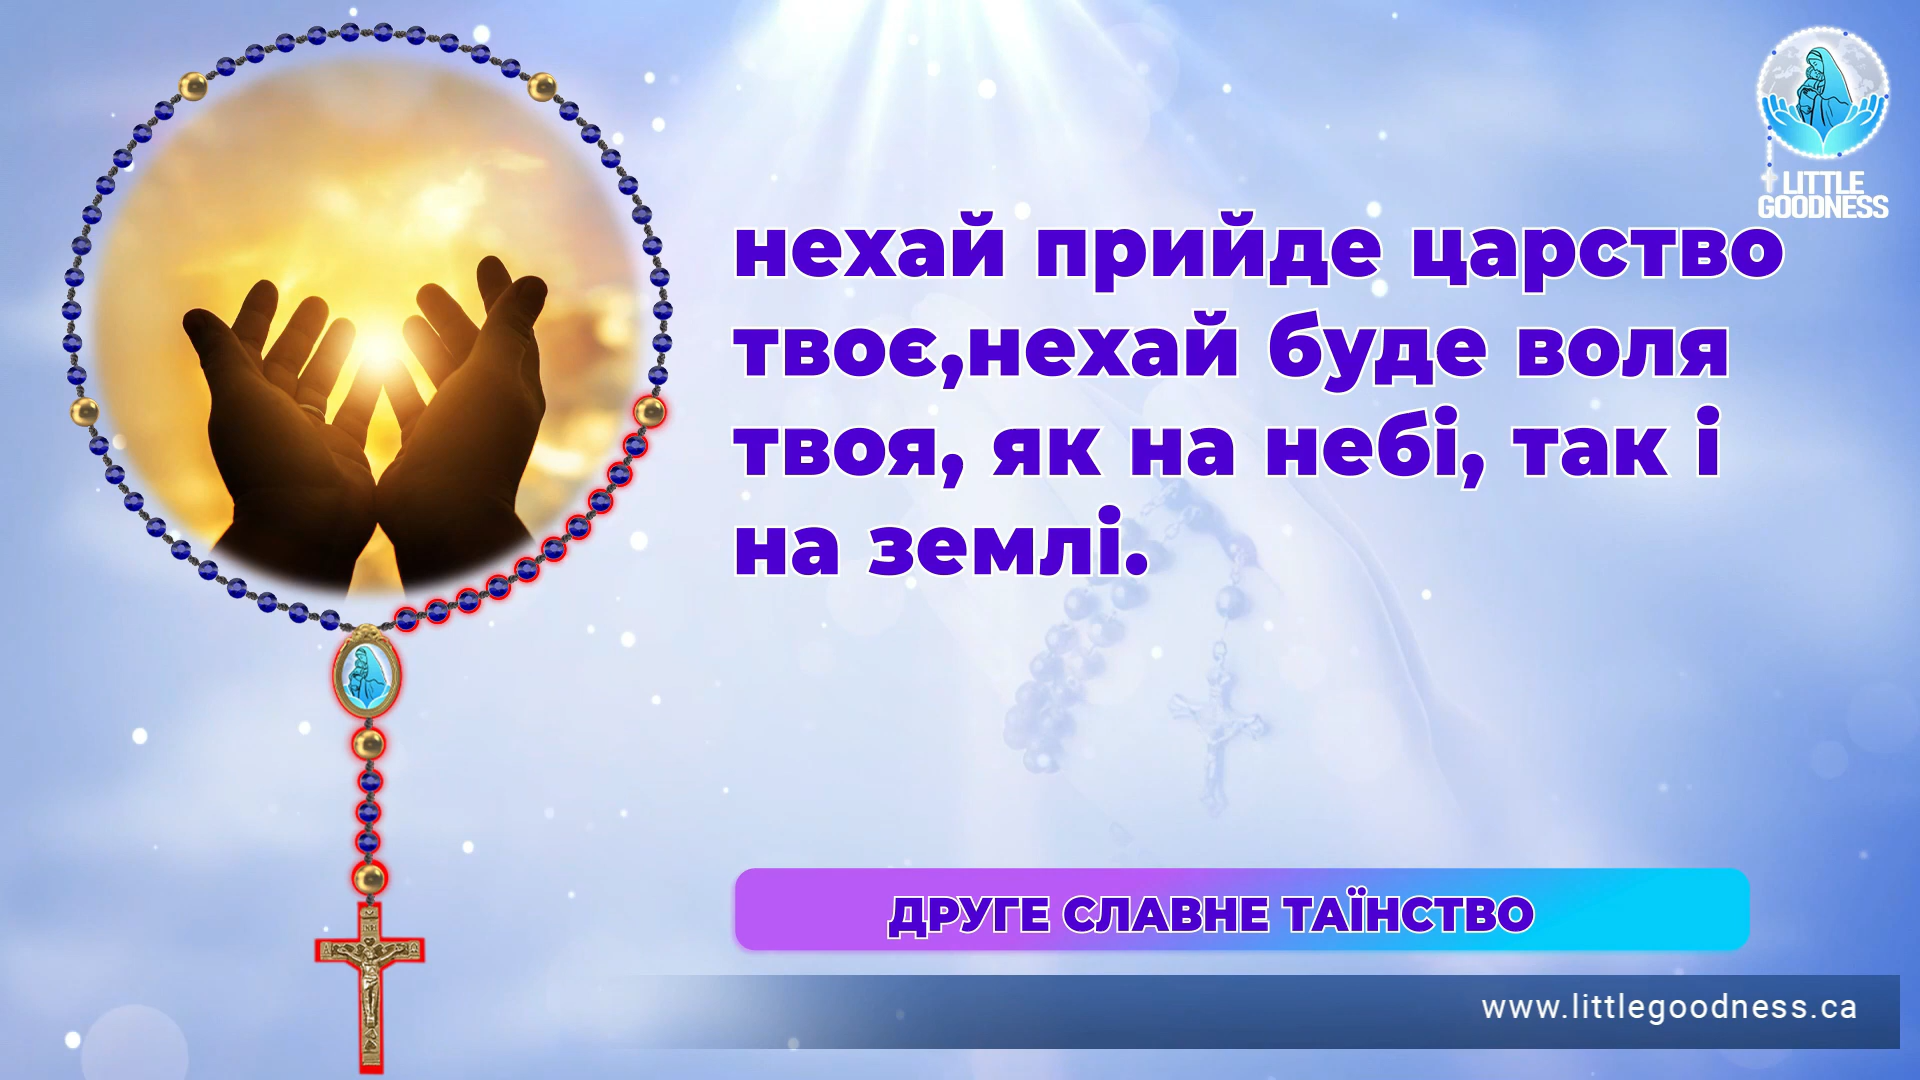 LITTLE
GOODNESS
нехай прийде царство
твоє,нехай буде воля
твоя, як на небі, так і
на землі.
ДРУГЕ СЛАВНЕ ТАЇНСТВО
www.littlegoodness.ca